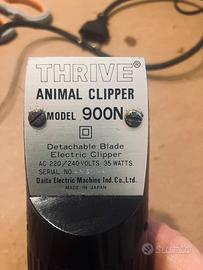 THRIVE®
ANIMAL CLIPPER
MODEL 900N
Detachable Blade
Electric Clipper
AC 220/240 VOLTS 35 WATTS.
SERIAL NO.
Daito Electric Machine Ind. Co., Ltd.
MADE IN JAPAN
Subito